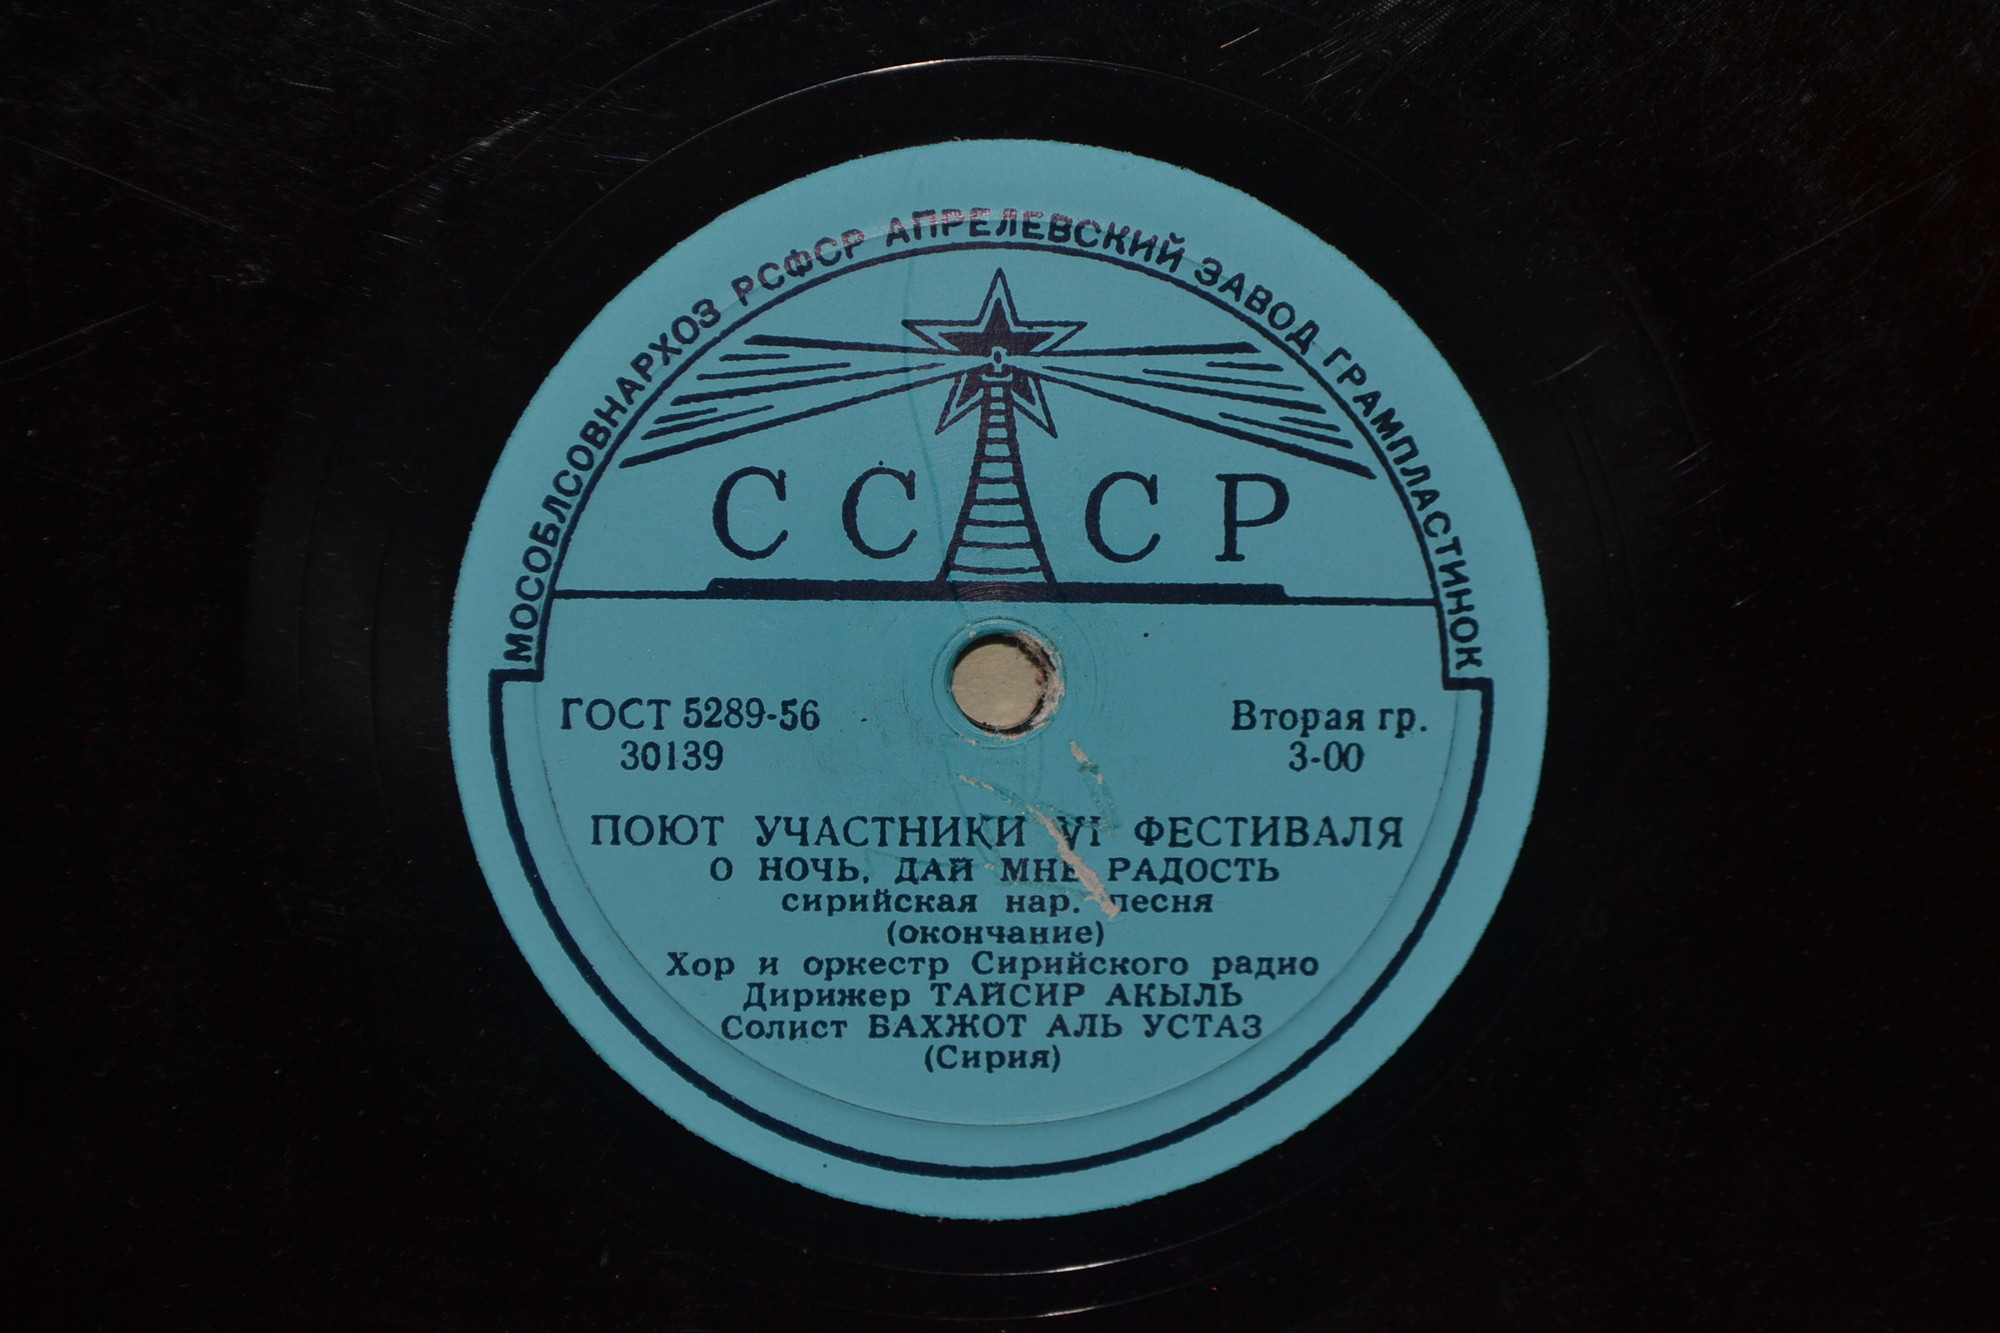 МОСОБЛСОВНАРХОЗ РСФСР АПРЕЛЕВСКИЙ ЗАВОД ГРАМПЛАСТИНОК
СССР
ГОСТ 5289-56 Вторая гр.
30139 3-00
ПОЮТ УЧАСТНИКИ VI ФЕСТИВАЛЯ
О НОЧЬ, ДАЙ МНЕ РАДОСТЬ
сирийская нар. песня
(окончание)
Хор и оркестр Сирийского радио
Дирижер ТАЙСИР АКЫЛЬ
Солист БАХЖОТ АЛЬ УСТАЗ
(Сирия)